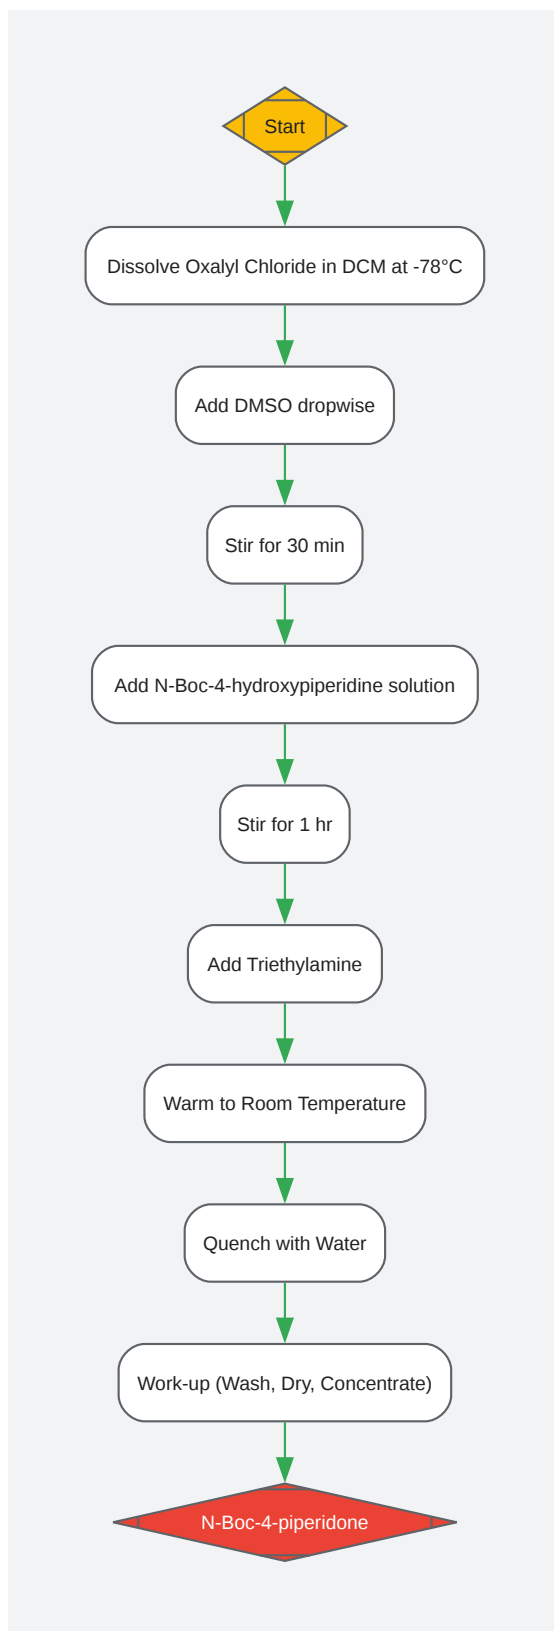 Start
Dissolve Oxalyl Chloride in DCM at -78°C
Add DMSO dropwise
Stir for 30 min
Add N-Boc-4-hydroxypiperidine solution
Stir for 1 hr
Add Triethylamine
Warm to Room Temperature
Quench with Water
Work-up (Wash, Dry, Concentrate)
N-Boc-4-piperidone